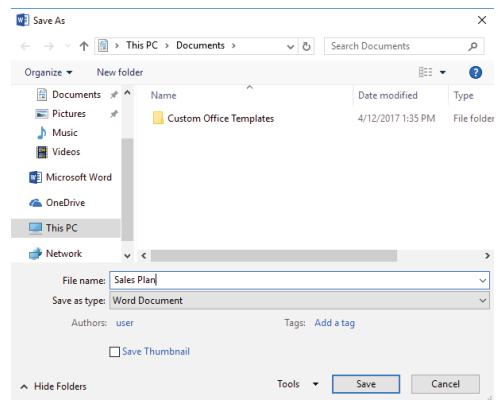 Save As
This PC > Documents >
Search Documents
Organize New folder
Name Date modified Type
Documents
Pictures
Music
Videos
Microsoft Word
OneDrive
This PC
Network
Custom Office Templates 4/12/2017 1:35 PM File folder
File name: Sales Plan
Save as type: Word Document
Authors: user Tags: Add a tag
Save Thumbnail
Hide Folders Tools Save Cancel